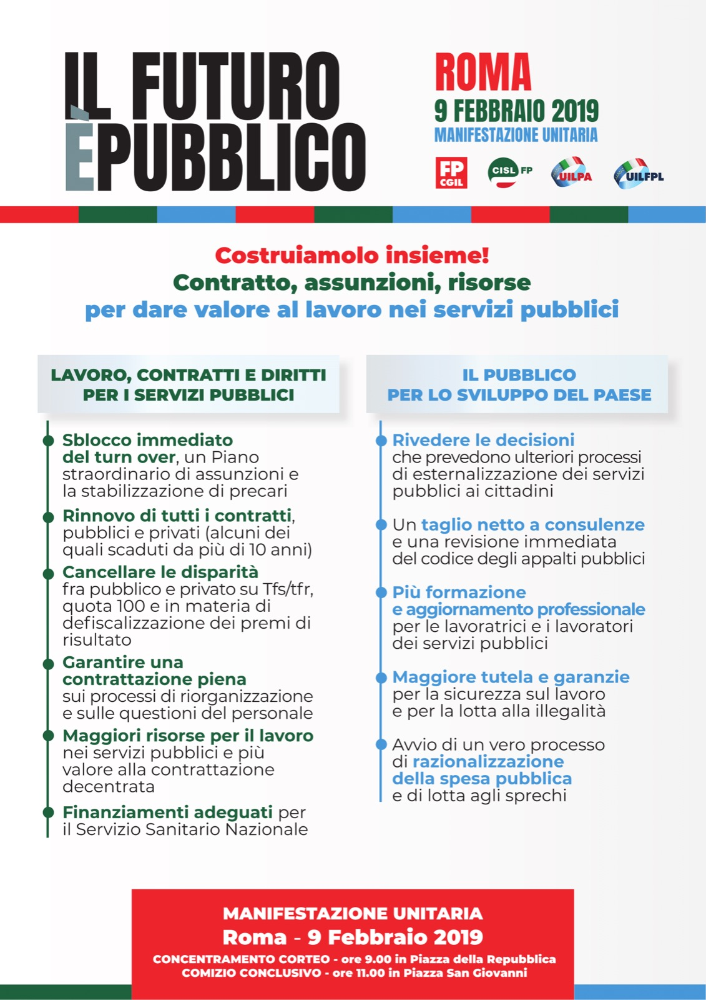 IL FUTURO
È PUBBLICO
ROMA
9 FEBBRAIO 2019
MANIFESTAZIONE UNITARIA
FP
CGIL
CISL FP
UILPA
UILFPL
Costruiamolo insieme!
Contratto, assunzioni, risorse
per dare valore al lavoro nei servizi pubblici
LAVORO, CONTRATTI E DIRITTI
PER I SERVIZI PUBBLICI
Sblocco immediato
del turn over, un Piano
straordinario di assunzioni e
la stabilizzazione di precari
Rinnovo di tutti i contratti,
pubblici e privati (alcuni dei
quali scaduti da più di 10 anni)
Cancellare le disparità
fra pubblico e privato su Tfs/tfr,
quota 100 e in materia di
defiscalizzazione dei premi di
risultato
Garantire una
contrattazione piena
sui processi di riorganizzazione
e sulle questioni del personale
Maggiori risorse per il lavoro
nei servizi pubblici e più
valore alla contrattazione
decentrata
Finanziamenti adeguati per
il Servizio Sanitario Nazionale
IL PUBBLICO
PER LO SVILUPPO DEL PAESE
Rivedere le decisioni
che prevedono ulteriori processi
di esternalizzazione dei servizi
pubblici ai cittadini
Un taglio netto a consulenze
e una revisione immediata
del codice degli appalti pubblici
Più formazione
e aggiornamento professionale
per le lavoratrici e i lavoratori
dei servizi pubblici
Maggiore tutela e garanzie
per la sicurezza sul lavoro
e per la lotta alla illegalità
Avvio di un vero processo
di razionalizzazione
della spesa pubblica
e di lotta agli sprechi
MANIFESTAZIONE UNITARIA
Roma - 9 Febbraio 2019
CONCENTRAMENTO CORTEO - ore 9.00 in Piazza della Repubblica
COMIZIO CONCLUSIVO - ore 11.00 in Piazza San Giovanni